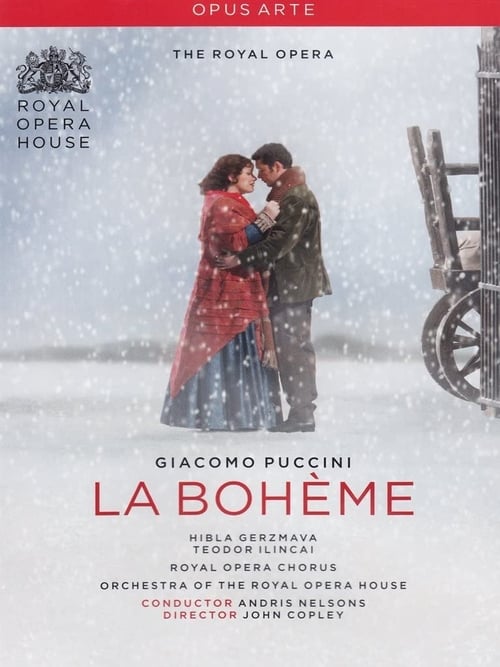 OPUS ARTE
THE ROYAL OPERA
ROYAL
OPERA
HOUSE
GIACOMO PUCCINI
LA BOHÈME
HIBLA GERZMAVA
TEODOR ILINCAI
ROYAL OPERA CHORUS
ORCHESTRA OF THE ROYAL OPERA HOUSE
CONDUCTOR ANDRIS NELSONS
DIRECTOR JOHN COPLEY